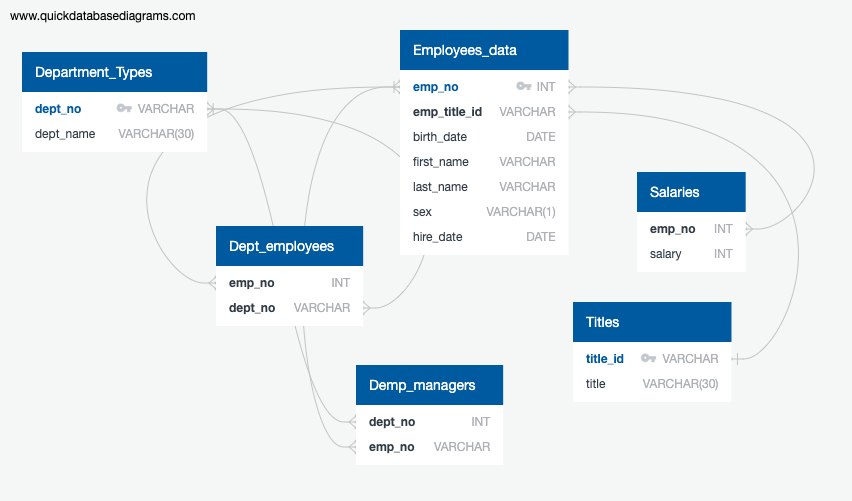 www.quickdatabasediagrams.com
Department_Types
dept_no VARCHAR
dept_name VARCHAR(30)
Employees_data
emp_no INT
emp_title_id VARCHAR
birth_date DATE
first_name VARCHAR
last_name VARCHAR
sex VARCHAR(1)
hire_date DATE
Salaries
emp_no INT
salary INT
Dept_employees
emp_no INT
dept_no VARCHAR
Titles
title_id VARCHAR
title VARCHAR(30)
Demp_managers
dept_no INT
emp_no VARCHAR